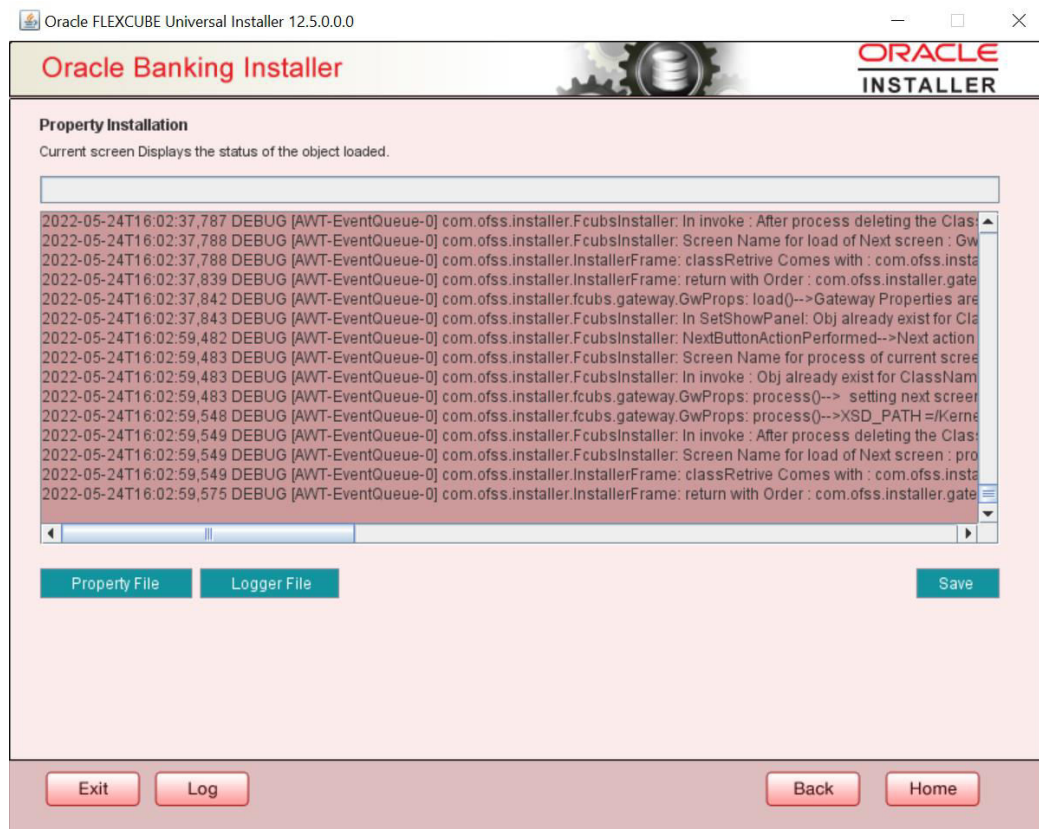 Oracle FLEXCUBE Universal Installer 12.5.0.0.0
Oracle Banking Installer
ORACLE
INSTALLER
Property Installation
Current screen Displays the status of the object loaded.
2022-05-24T16:02:37,787 DEBUG [AWT-EventQueue-0] com.ofss.installer.FcubsInstaller: In invoke : After process deleting the Clas
2022-05-24T16:02:37,788 DEBUG [AWT-EventQueue-0] com.ofss.installer.FcubsInstaller: Screen Name for load of Next screen : Gw
2022-05-24T16:02:37,788 DEBUG [AWT-EventQueue-0] com.ofss.installer.InstallerFrame: classRetrive Comes with : com.ofss.insta
2022-05-24T16:02:37,839 DEBUG [AWT-EventQueue-0] com.ofss.installer.InstallerFrame: return with Order : com.ofss.installer.gate
2022-05-24T16:02:37,842 DEBUG [AWT-EventQueue-0] com.ofss.installer.fcubs.gateway.GwProps: load()-->Gateway Properties are
2022-05-24T16:02:37,843 DEBUG [AWT-EventQueue-0] com.ofss.installer.FcubsInstaller: In SetShowPanel: Obj already exist for Cla
2022-05-24T16:02:59,482 DEBUG [AWT-EventQueue-0] com.ofss.installer.FcubsInstaller: NextButtonActionPerformed-->Next action
2022-05-24T16:02:59,483 DEBUG [AWT-EventQueue-0] com.ofss.installer.FcubsInstaller: Screen Name for process of current scree
2022-05-24T16:02:59,483 DEBUG [AWT-EventQueue-0] com.ofss.installer.FcubsInstaller: In invoke : Obj already exist for ClassNam
2022-05-24T16:02:59,483 DEBUG [AWT-EventQueue-0] com.ofss.installer.fcubs.gateway.GwProps: process()--> setting next screen
2022-05-24T16:02:59,548 DEBUG [AWT-EventQueue-0] com.ofss.installer.fcubs.gateway.GwProps: process()-->XSD_PATH =/Kerne
2022-05-24T16:02:59,549 DEBUG [AWT-EventQueue-0] com.ofss.installer.FcubsInstaller: In invoke : After process deleting the Clas
2022-05-24T16:02:59,549 DEBUG [AWT-EventQueue-0] com.ofss.installer.FcubsInstaller: Screen Name for load of Next screen : pro
2022-05-24T16:02:59,549 DEBUG [AWT-EventQueue-0] com.ofss.installer.InstallerFrame: classRetrive Comes with : com.ofss.insta
2022-05-24T16:02:59,575 DEBUG [AWT-EventQueue-0] com.ofss.installer.InstallerFrame: return with Order : com.ofss.installer.gate
Property File Logger File Save
Exit Log Back Home